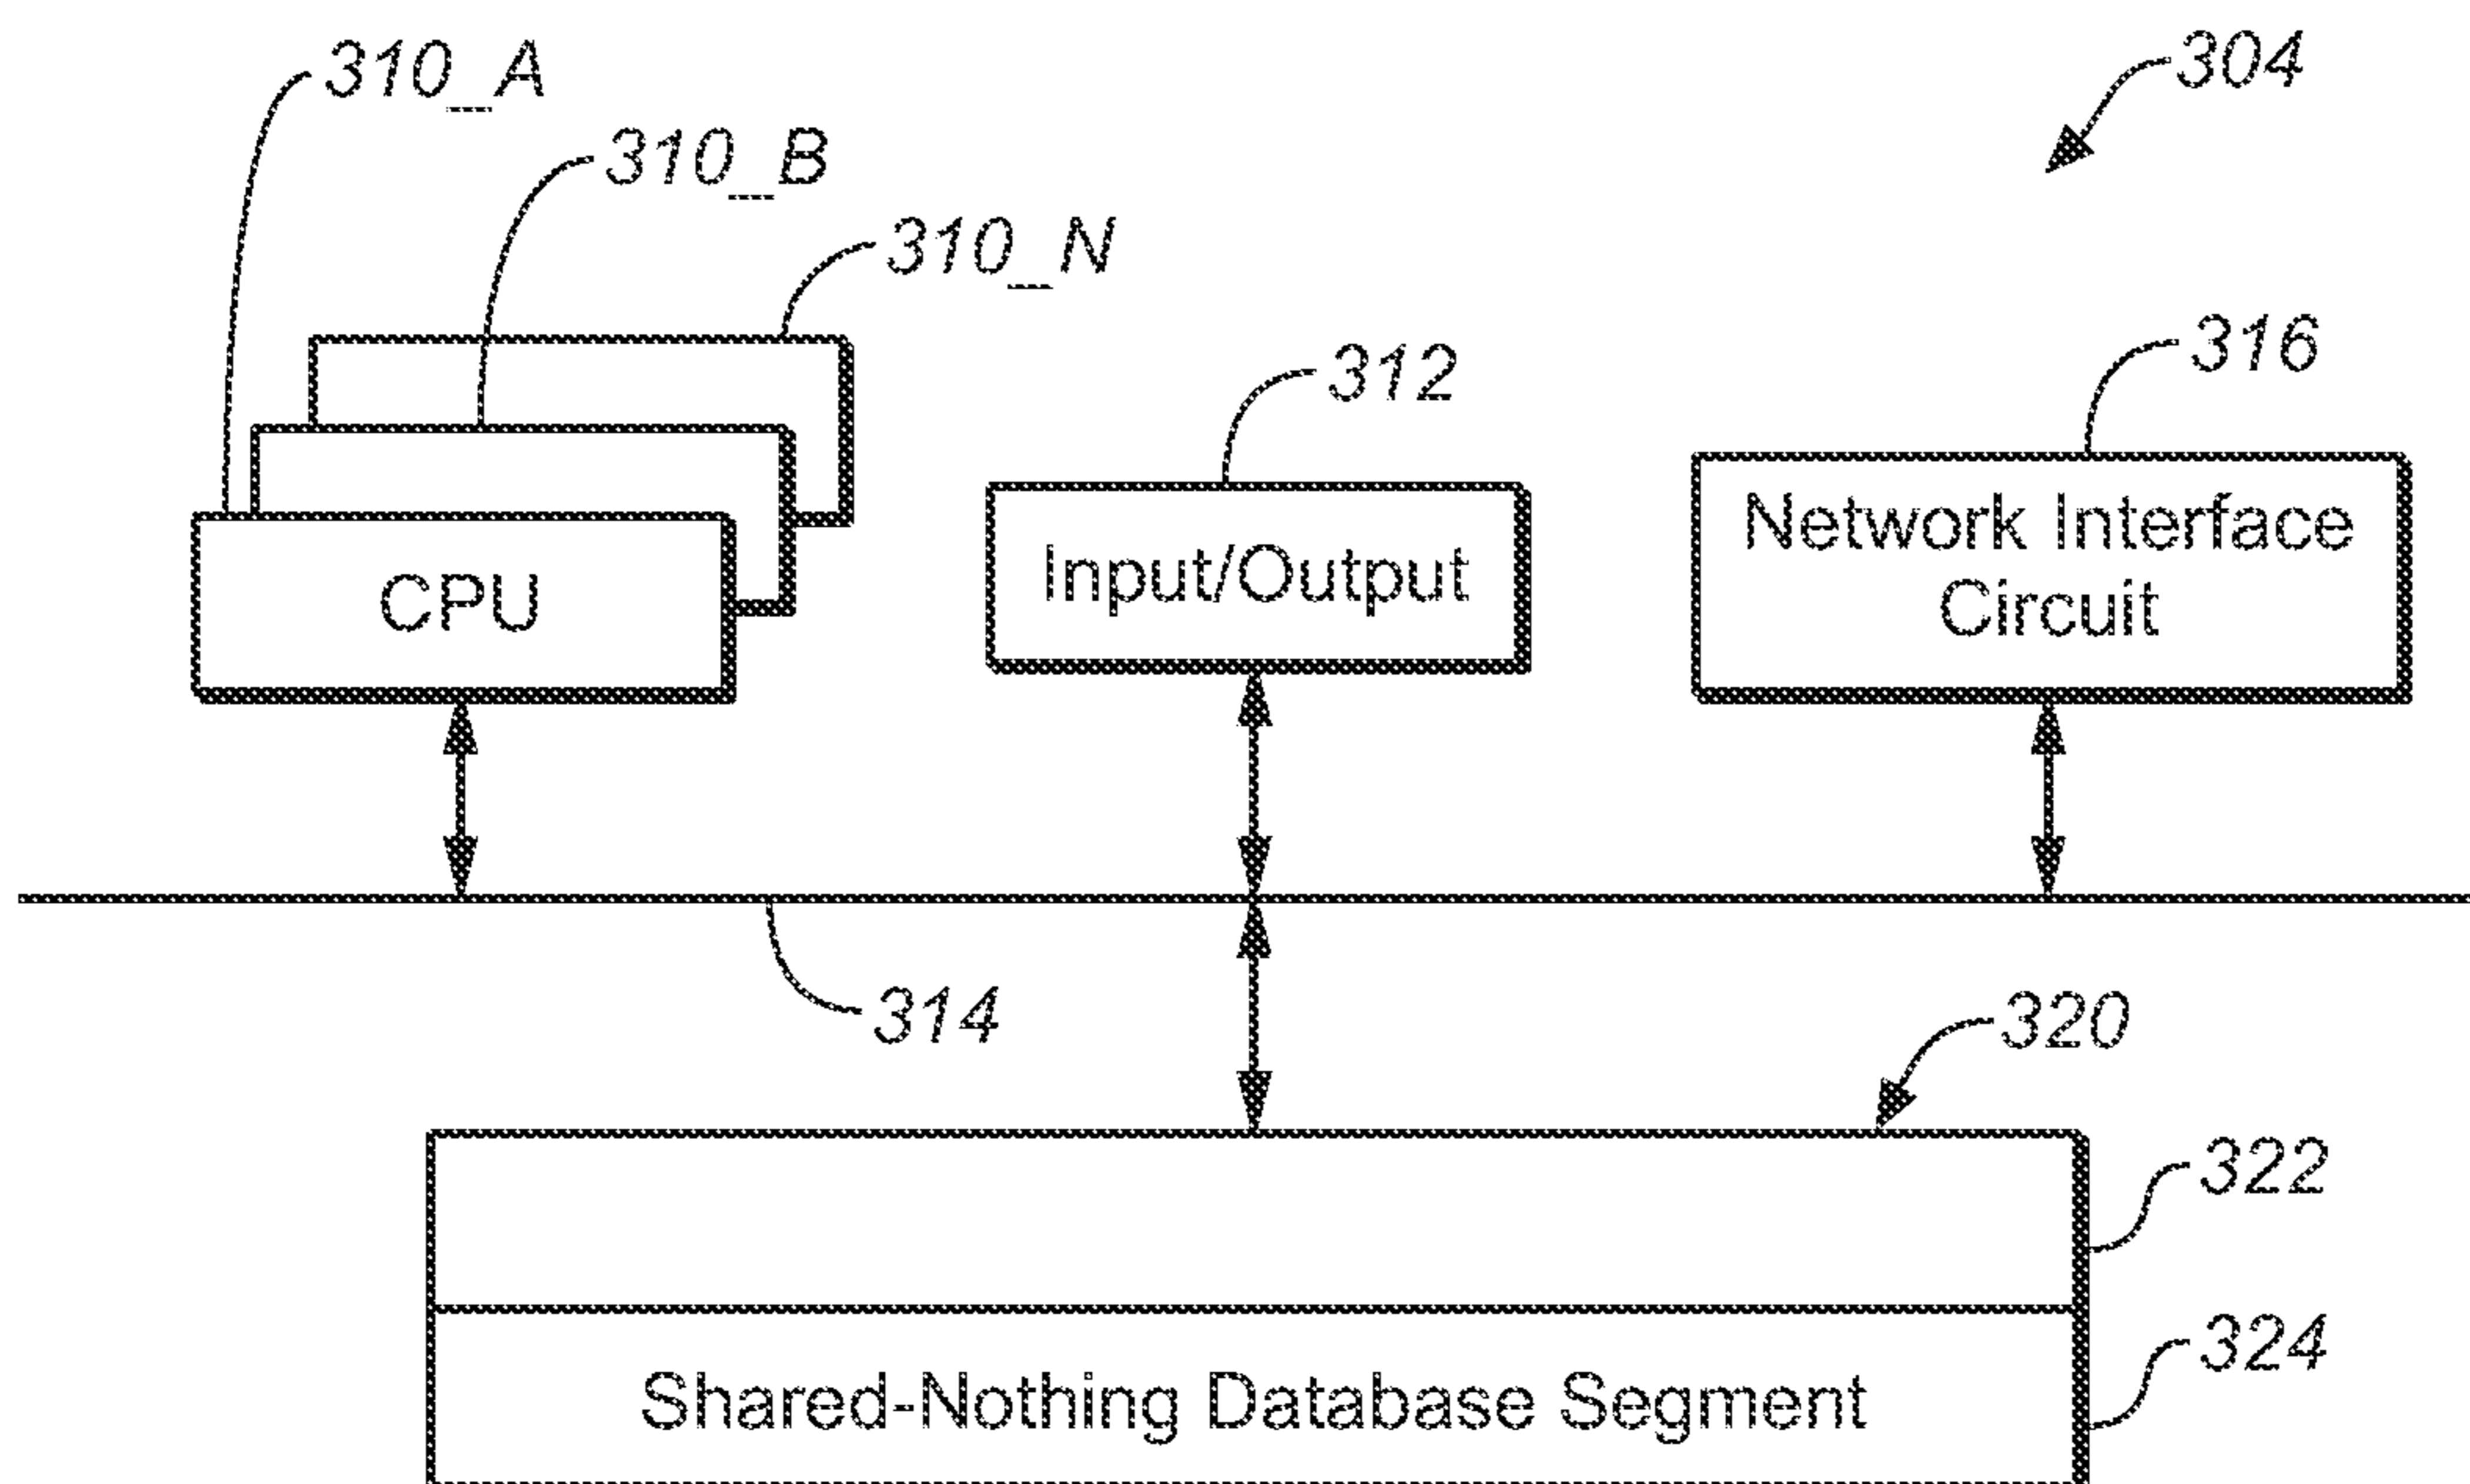 310_A
304
310_B
310_N
316
312
Network Interface
Circuit
Input/Output
CPU
314
320
322
324
Shared-Nothing Database Segment